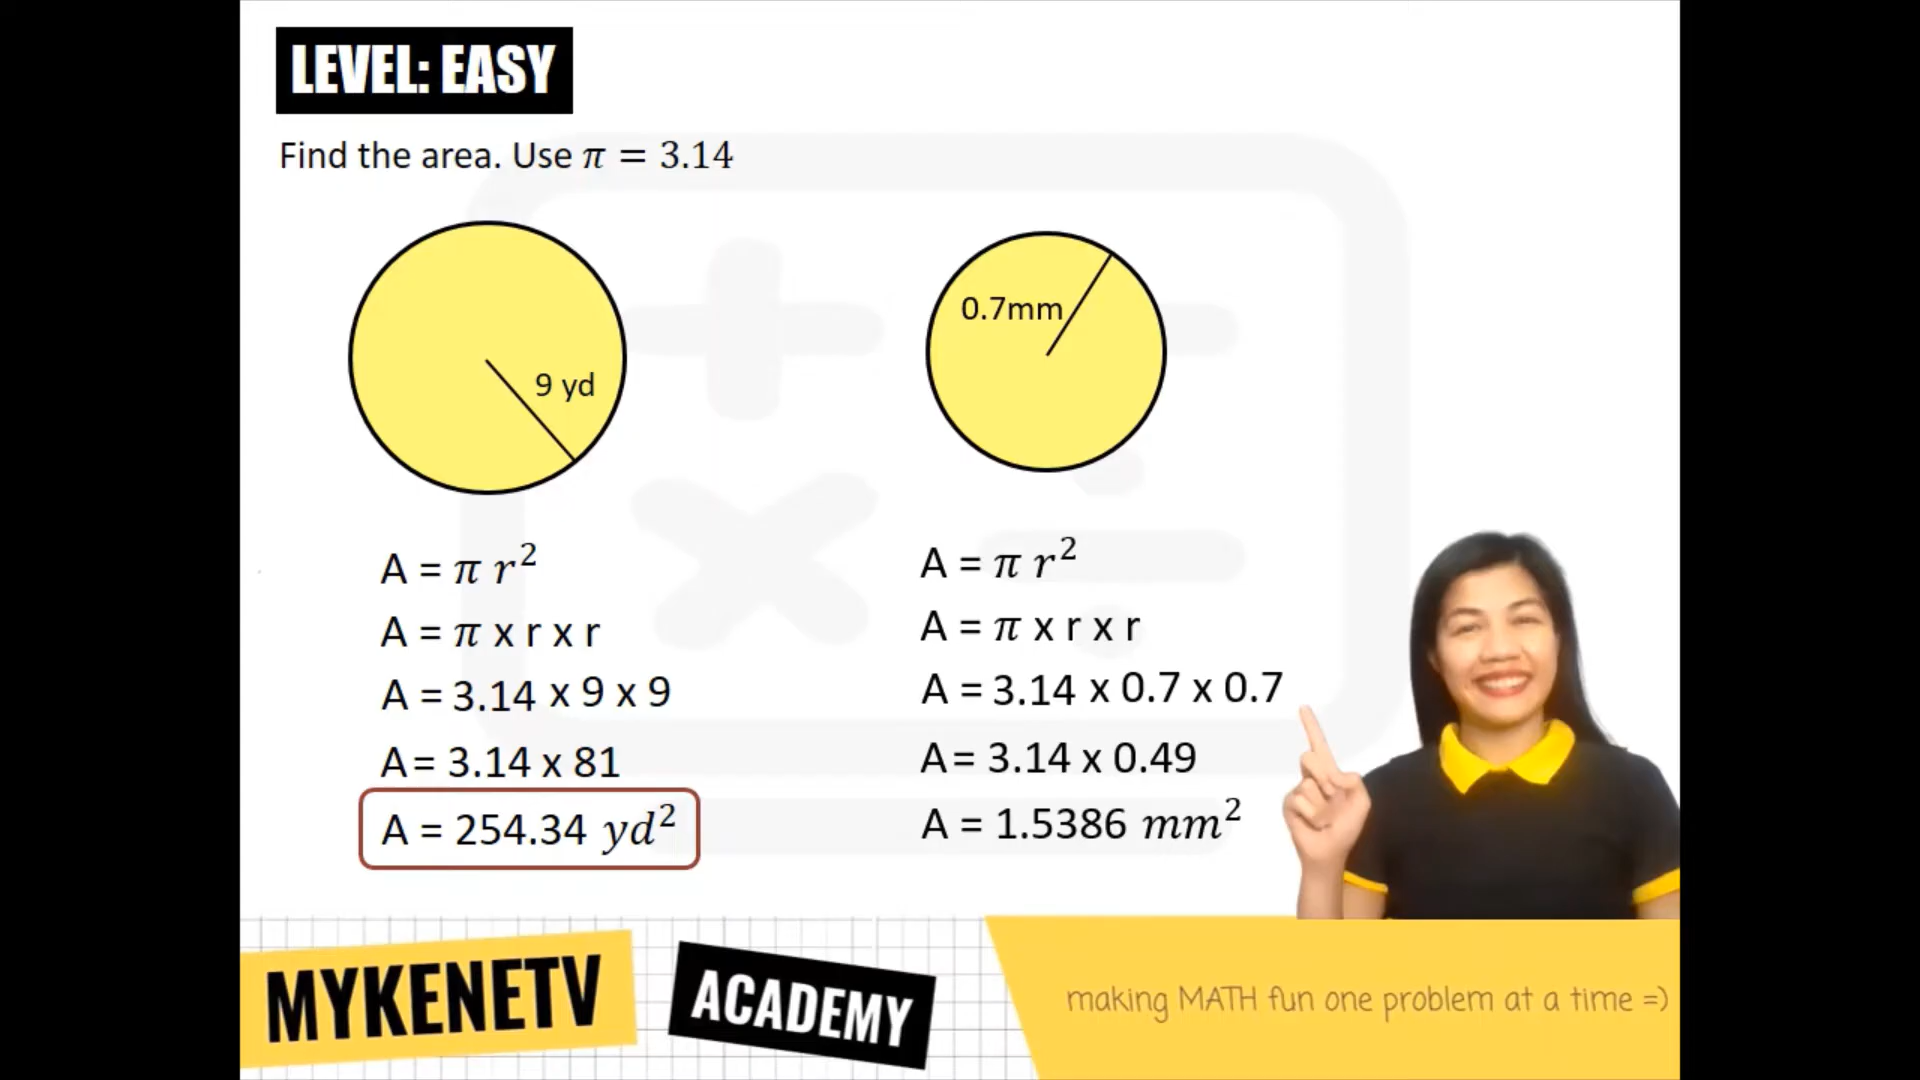 LEVEL: EASY
Find the area. Use π = 3.14
9 yd
0.7mm
A = π r²
A = π x r x r
A = 3.14 x 9 x 9
A = 3.14 x 81
A = 254.34 yd²
A = π r²
A = π x r x r
A = 3.14 x 0.7 x 0.7
A = 3.14 x 0.49
A = 1.5386 mm²
MYKENETV
ACADEMY
making MATH fun one problem at a time =)